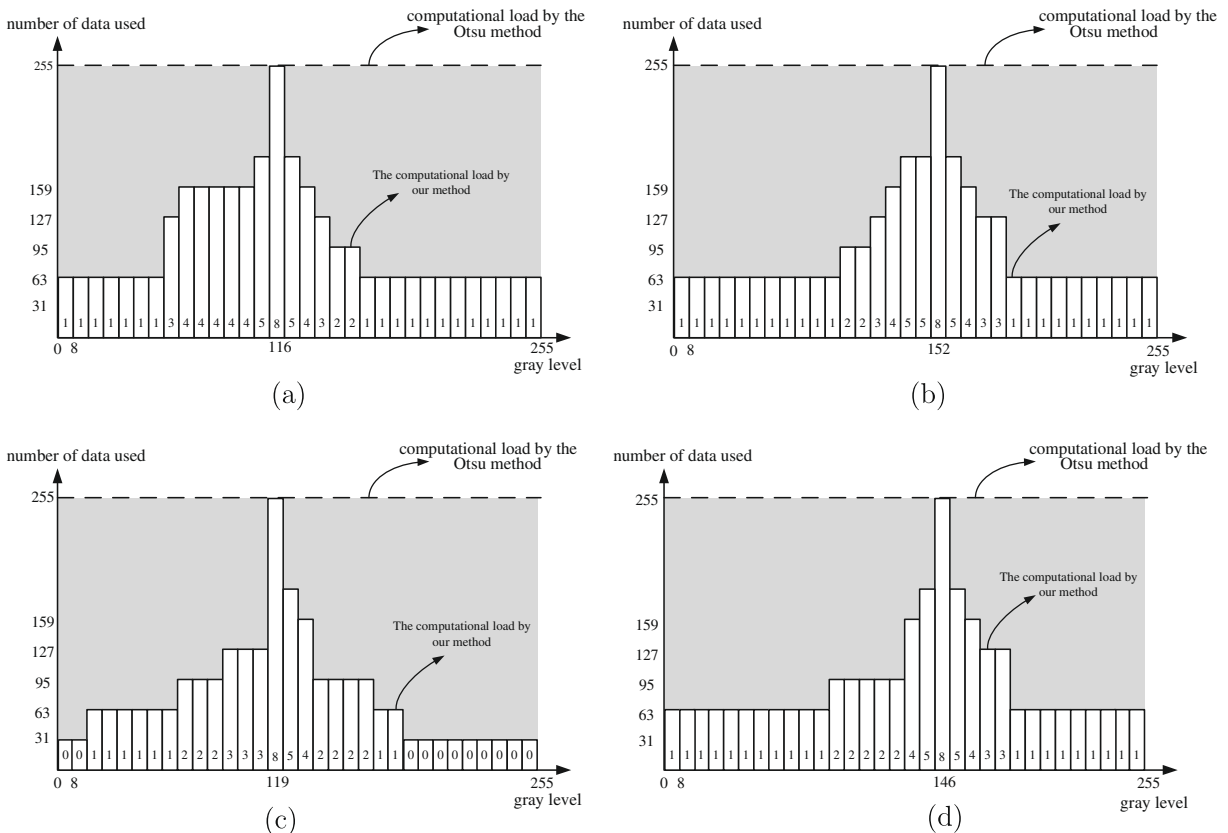 number of data used
computational load by the
Otsu method
255
159
127
95
63
31
The computational load by
our method
1 1 1 1 1 1 1 3 4 4 4 4 4 5 8 5 4 3 2 2 1 1 1 1 1 1 1 1 1 1 1 1
0 8 116 255
gray level
(a)
number of data used
computational load by the
Otsu method
255
159
127
95
63
31
The computational load by
our method
1 1 1 1 1 1 1 1 1 1 1 2 2 3 4 5 5 8 5 4 3 3 1 1 1 1 1 1 1 1 1 1
0 8 152 255
gray level
(b)
number of data used
computational load by the
Otsu method
255
159
127
95
63
31
The computational load by
our method
0 0 1 1 1 1 1 1 2 2 2 3 3 3 8 5 4 2 2 2 2 1 1 0 0 0 0 0 0 0 0 0
0 8 119 255
gray level
(c)
number of data used
computational load by the
Otsu method
255
159
127
95
63
31
The computational load by
our method
1 1 1 1 1 1 1 1 1 1 1 2 2 2 2 2 4 5 8 5 4 3 3 1 1 1 1 1 1 1 1 1
0 8 146 255
gray level
(d)